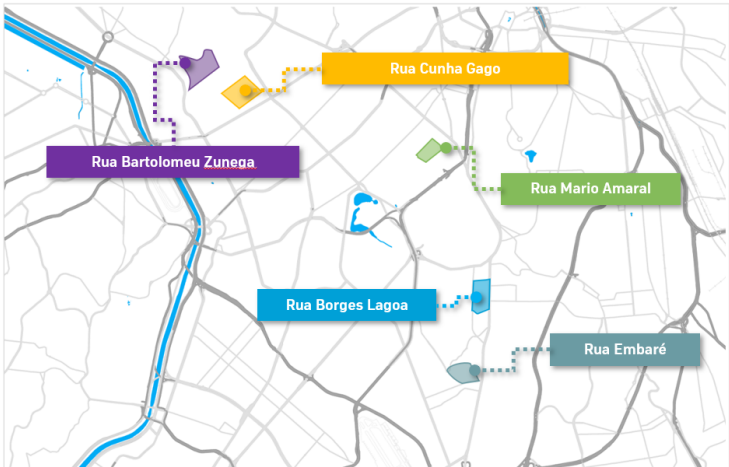 Rua Cunha Gago
Rua Bartolomeu Zunega
Rua Mario Amaral
Rua Borges Lagoa
Rua Embaré